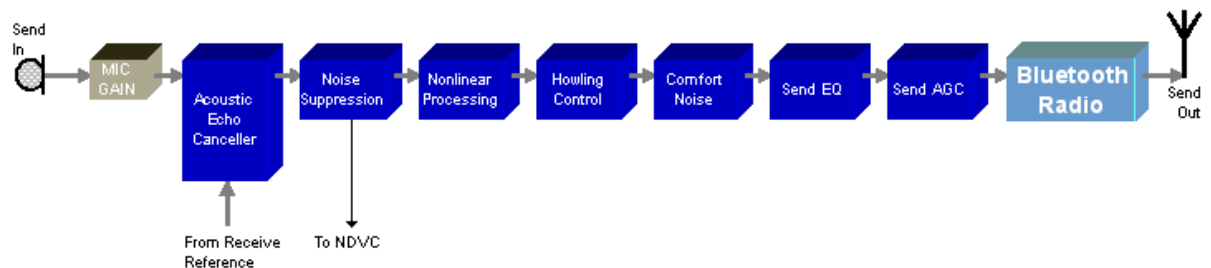 Send
In
MIC
GAIN
Acoustic
Echo
Canceller
Noise
Suppression
Nonlinear
Processing
Howling
Control
Comfort
Noise
Send EQ
Send AGC
Bluetooth
Radio
Send
Out
From Receive
Reference
To NDVC